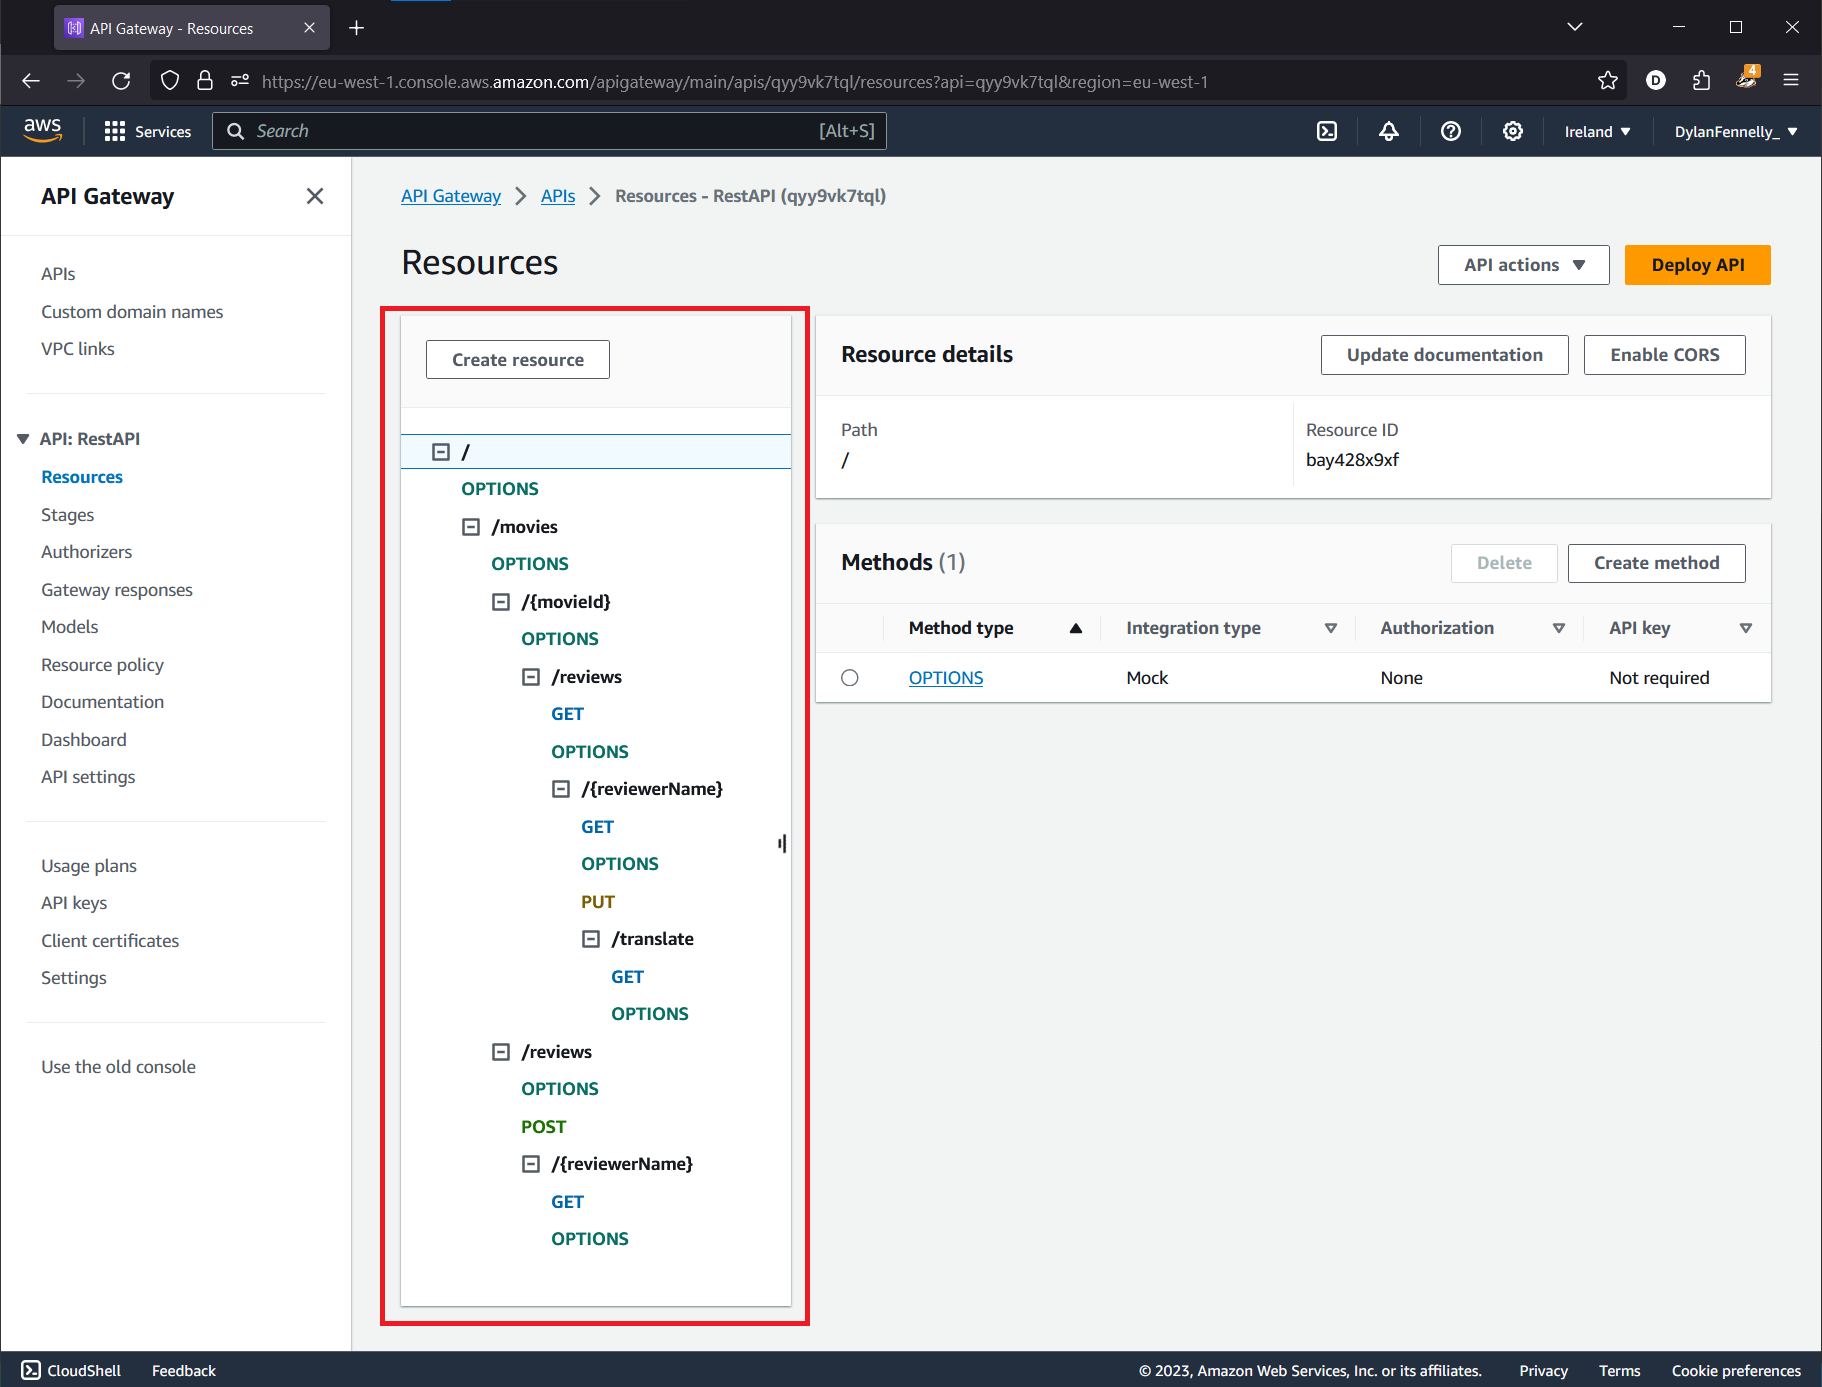 API Gateway - Resources
https://eu-west-1.console.aws.amazon.com/apigateway/main/apis/qyy9vk7tql/resources?api=qyy9vk7tql&region=eu-west-1
D
4
aws
Services
Search
[Alt+S]
Ireland
DylanFennelly_
API Gateway
APIs
Custom domain names
VPC links
API: RestAPI
Resources
Stages
Authorizers
Gateway responses
Models
Resource policy
Documentation
Dashboard
API settings
Usage plans
API keys
Client certificates
Settings
Use the old console
API Gateway > APIs > Resources - RestAPI (qyy9vk7tql)
Resources
API actions
Deploy API
Create resource
/
OPTIONS
/movies
OPTIONS
/{movieId}
OPTIONS
/reviews
GET
OPTIONS
/{reviewerName}
GET
OPTIONS
PUT
/translate
GET
OPTIONS
/reviews
OPTIONS
POST
/{reviewerName}
GET
OPTIONS
Resource details
Update documentation
Enable CORS
Path
/
Resource ID
bay428x9xf
Methods (1)
Delete
Create method
Method type Integration type Authorization API key
OPTIONS Mock None Not required
CloudShell
Feedback
© 2023, Amazon Web Services, Inc. or its affiliates.
Privacy
Terms
Cookie preferences